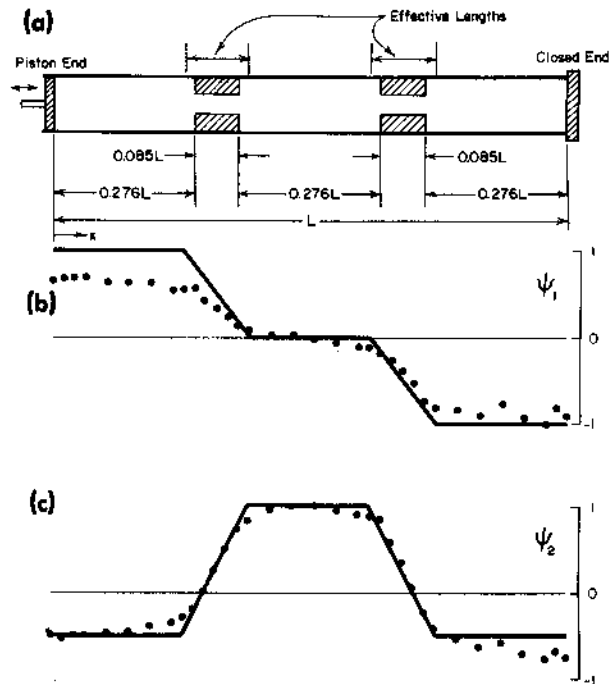 (a)
Effective Lengths
Piston End
Closed End
0.085L
0.085L
0.276L
0.276L
0.276L
L
x
(b)
1
ψ₁
0
-1
(c)
1
ψ₂
0
-1